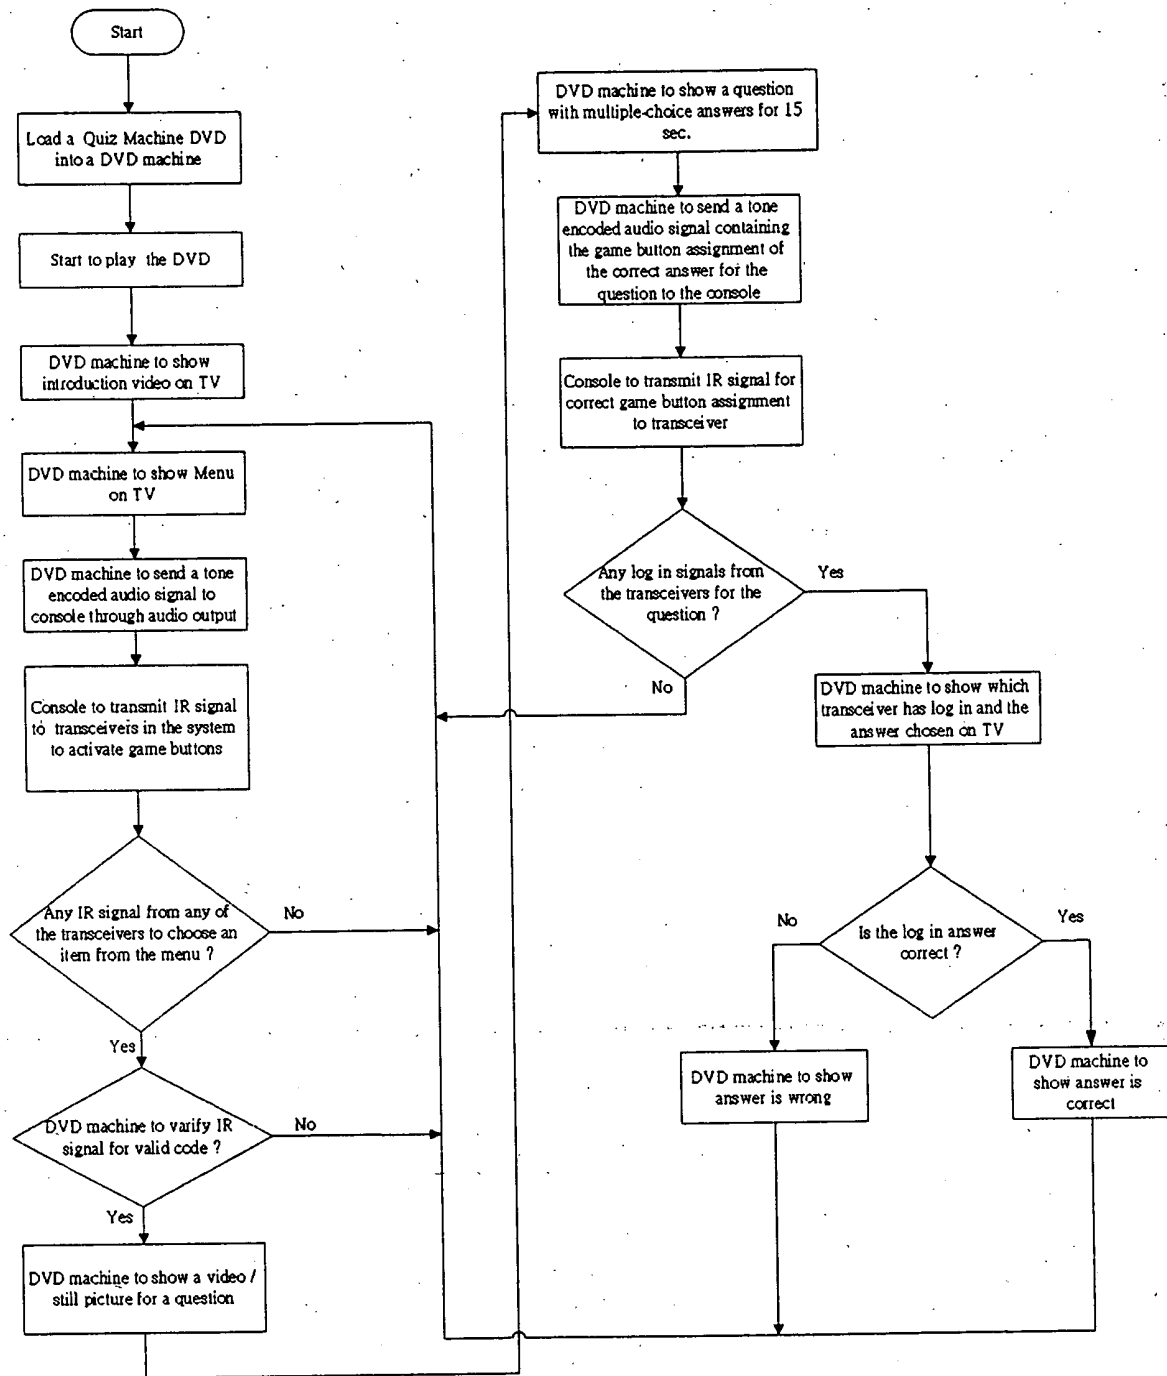 Start
Load a Quiz Machine DVD
into a DVD machine
Start to play the DVD
DVD machine to show
introduction video on TV
DVD machine to show Menu
on TV
DVD machine to send a tone
encoded audio signal to
console through audio output
Console to transmit IR signal
to transceivers in the system
to activate game buttons
Any IR signal from any of
the transceivers to choose an
item from the menu ?
No
Yes
DVD machine to varify IR
signal for valid code ?
No
Yes
DVD machine to show a video /
still picture for a question
DVD machine to show a question
with multiple-choice answers for 15
sec.
DVD machine to send a tone
encoded audio signal containing
the game button assignment of
the correct answer for the
question to the console
Console to transmit IR signal for
correct game button assignment
to transceiver
Any log in signals from
the transceivers for the
question ?
Yes
No
DVD machine to show which
transceiver has log in and the
answer chosen on TV
Is the log in answer
correct ?
No
Yes
DVD machine to show
answer is wrong
DVD machine to
show answer is
correct